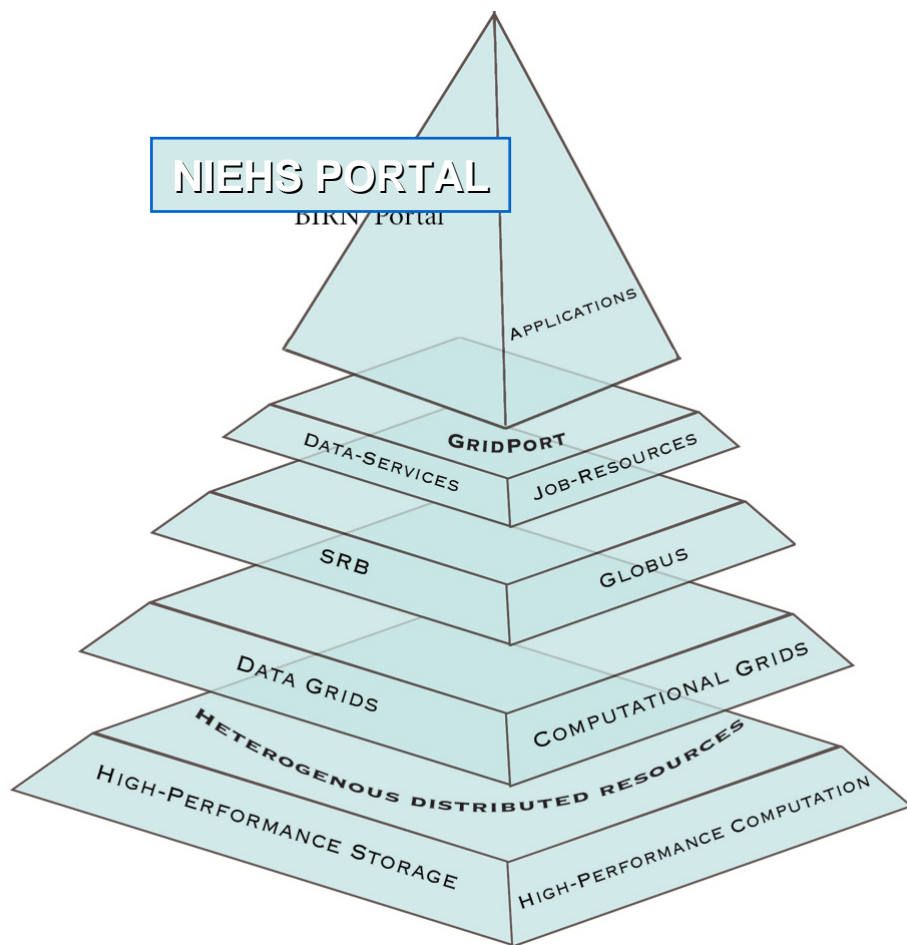 NIEHS PORTAL
BIRN Portal
APPLICATIONS
GRIDPORT
DATA-SERVICES
JOB-RESOURCES
SRB
GLOBUS
DATA GRIDS
COMPUTATIONAL GRIDS
HETEROGENOUS DISTRIBUTED RESOURCES
HIGH-PERFORMANCE STORAGE
HIGH-PERFORMANCE COMPUTATION